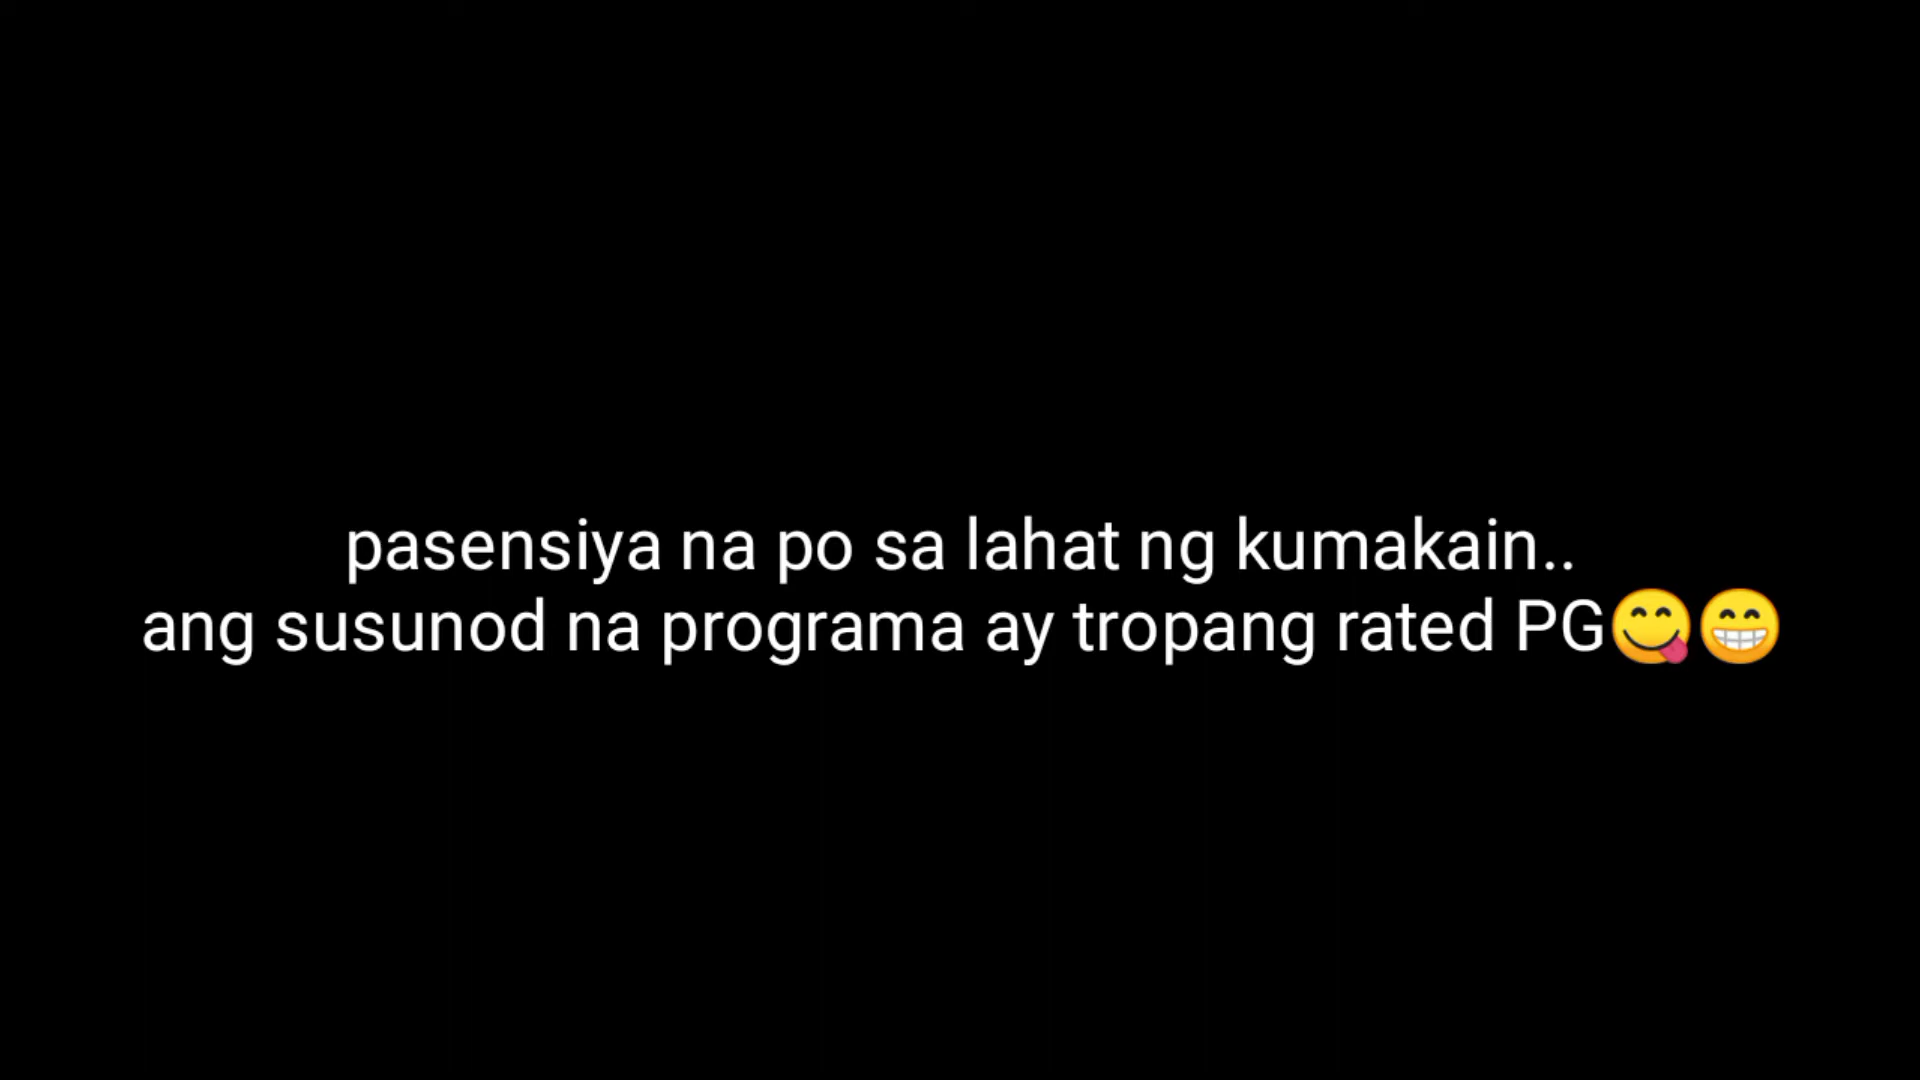 pasensiya na po sa lahat ng kumakain..
ang susunod na programa ay tropang rated PG😋😁